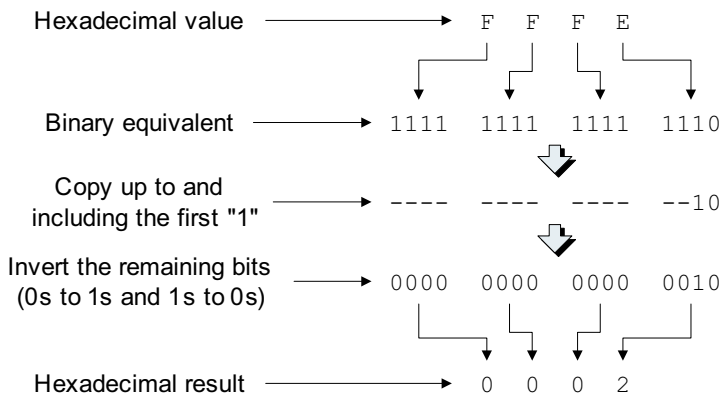 Hexadecimal value F F F E
Binary equivalent 1111 1111 1111 1110
Copy up to and
including the first "1" ---- ---- ---- --10
Invert the remaining bits
(0s to 1s and 1s to 0s) 0000 0000 0000 0010
Hexadecimal result 0 0 0 2